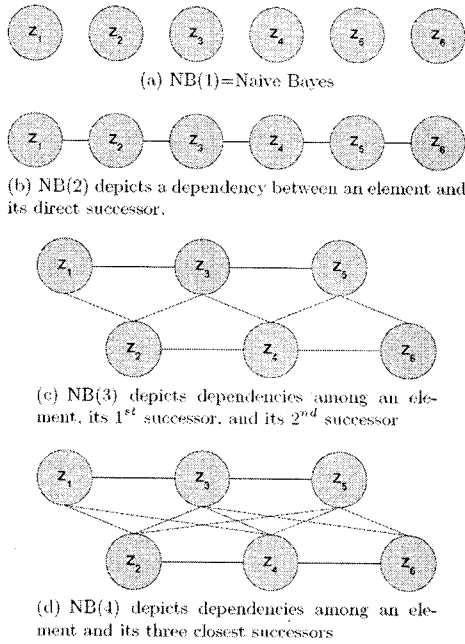 Z1 Z2 Z3 Z4 Z5 Z6
(a) NB(1)=Naive Bayes
Z1 Z2 Z3 Z4 Z5 Z6
(b) NB(2) depicts a dependency between an element and
its direct successor.
Z1 Z3 Z5
Z2 Z4 Z6
(c) NB(3) depicts dependencies among an ele-
ment, its 1st successor, and its 2nd successor
Z1 Z3 Z5
Z2 Z4 Z6
(d) NB(4) depicts dependencies among an ele-
ment and its three closest successors